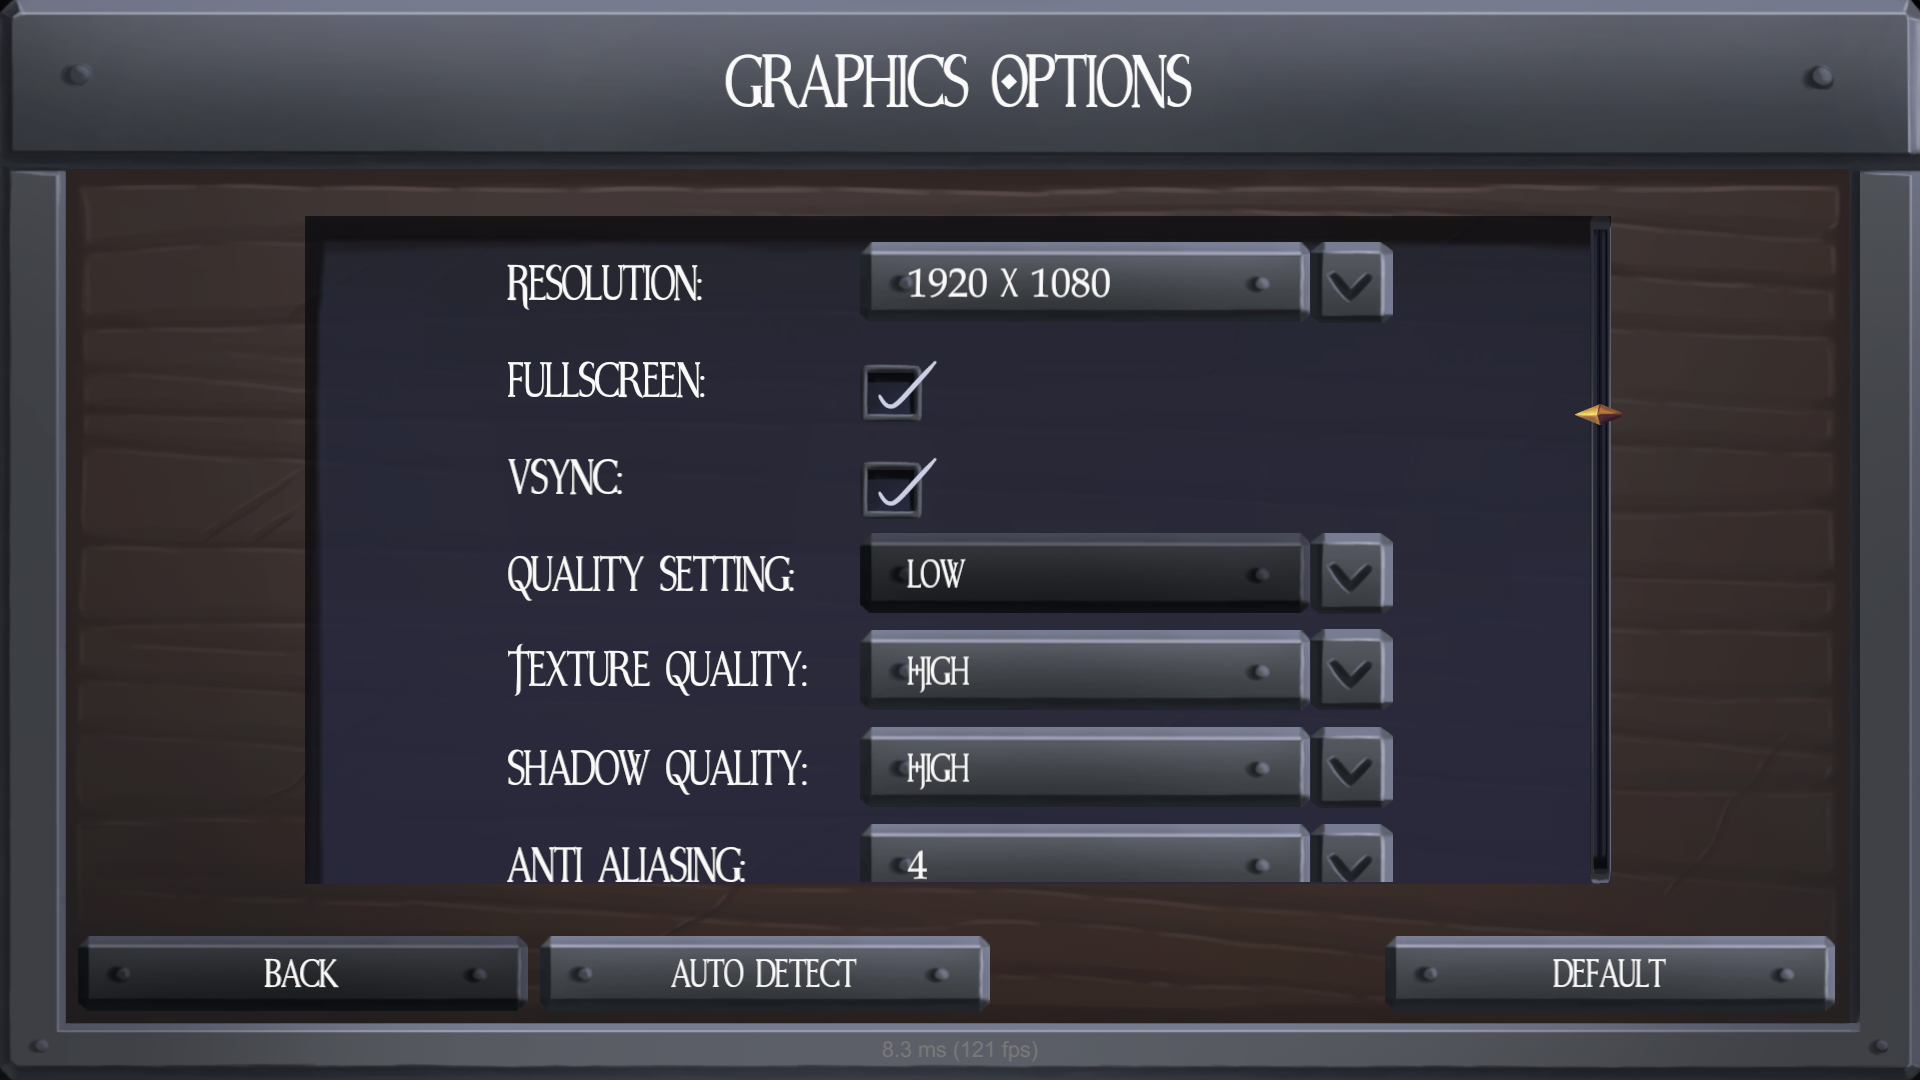 GRAPHICS OPTIONS
RESOLUTION: 1920 X 1080
FULLSCREEN:
VSYNC:
QUALITY SETTING: LOW
TEXTURE QUALITY: HIGH
SHADOW QUALITY: HIGH
ANTI ALIASING: 4
BACK AUTO DETECT DEFAULT
8.3 ms (121 fps)